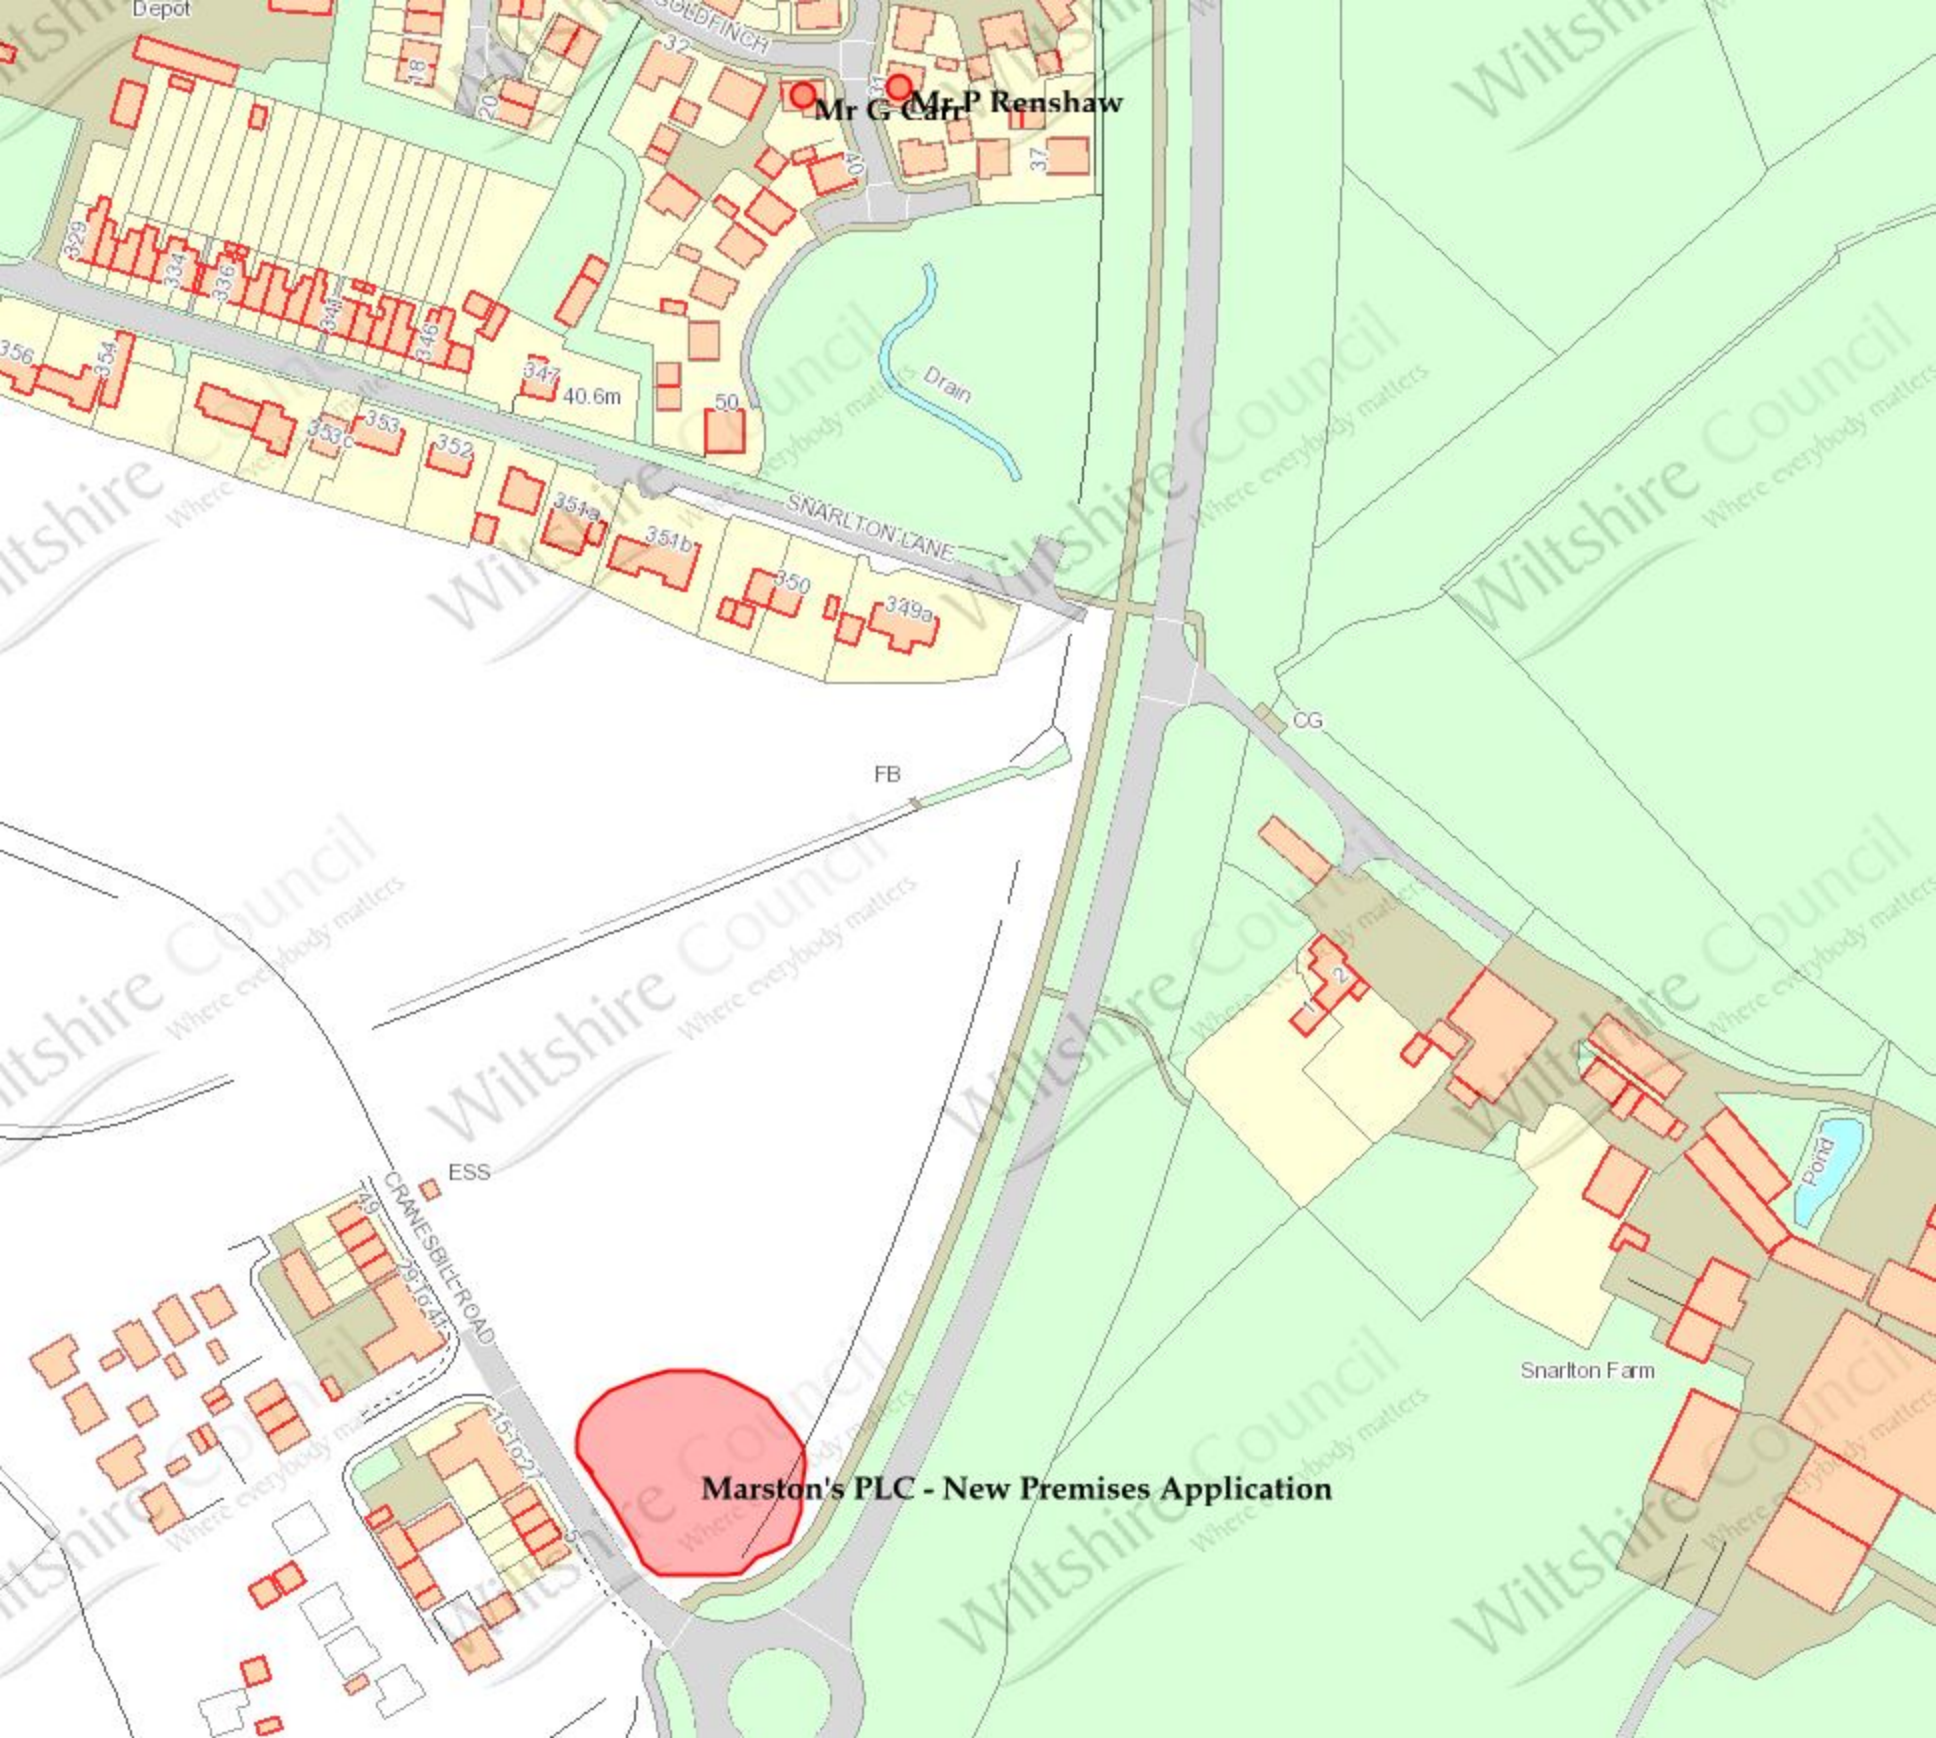 Depot
GOLDFINCH
32
18
20
31
Mr G Carr
Mr P Renshaw
40
37
329
334
336
341
346
347
40.6m
50
Drain
356
354
353c
353
352
351a
351b
350
349a
SNARLTON LANE
CG
FB
2
1
Pond
ESS
49
CRANESBILL ROAD
29 To 41
15 To 27
5
Snarlton Farm
Marston's PLC - New Premises Application
Wiltshire Council
Where everybody matters